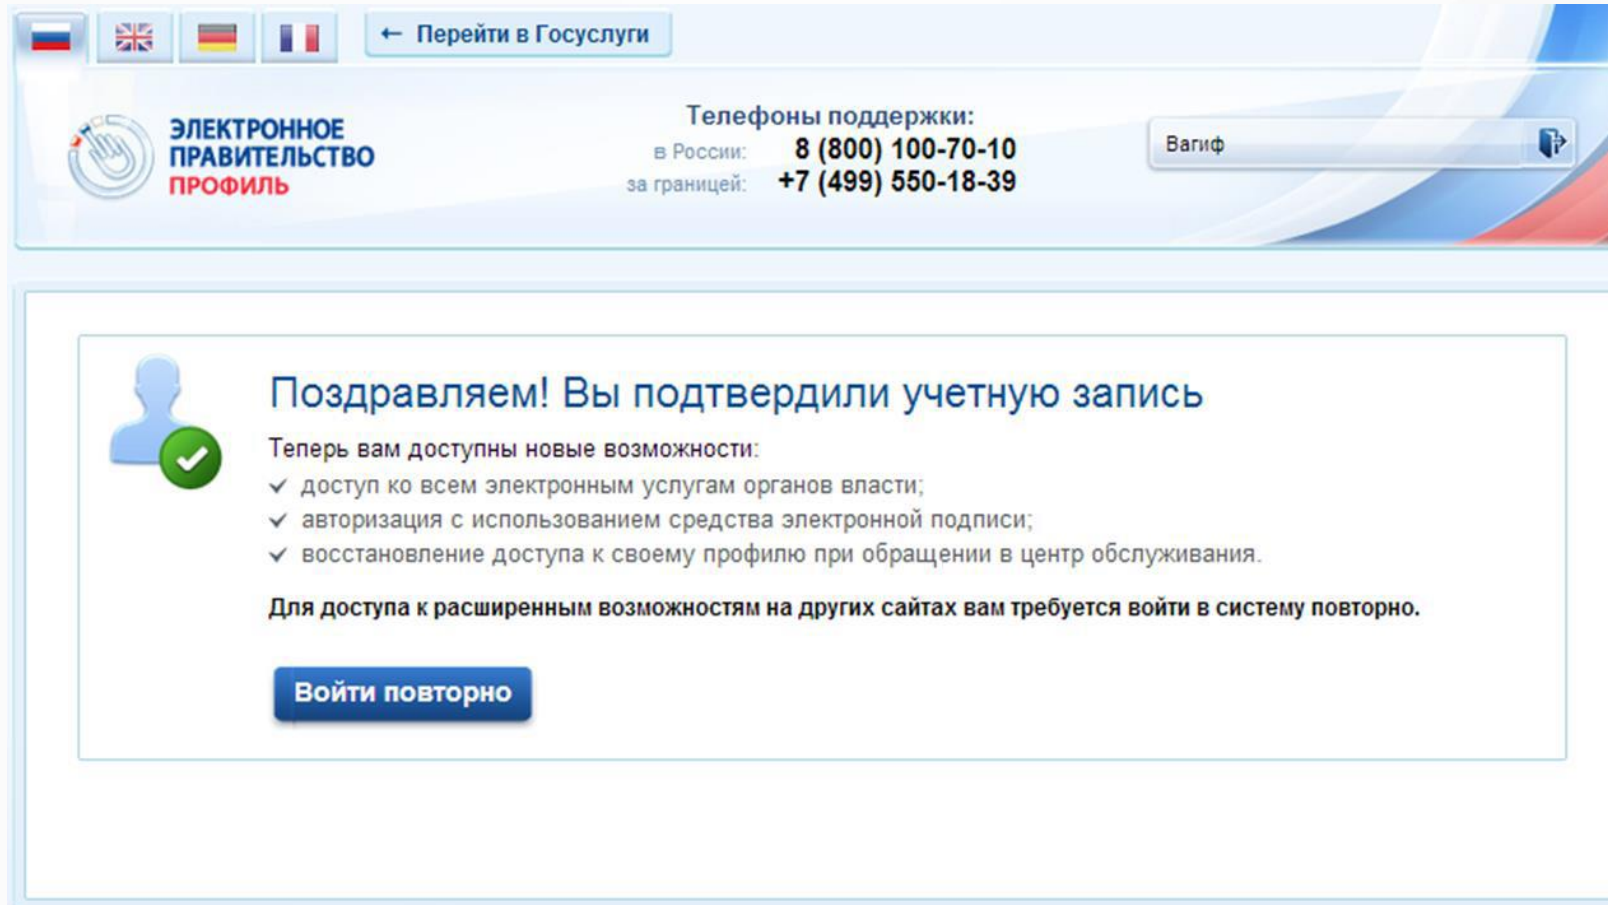 ← Перейти в Госуслуги
ЭЛЕКТРОННОЕ
ПРАВИТЕЛЬСТВО
ПРОФИЛЬ
Телефоны поддержки:
в России: 8 (800) 100-70-10
за границей: +7 (499) 550-18-39
Вагиф
Поздравляем! Вы подтвердили учетную запись
Теперь вам доступны новые возможности:
✓ доступ ко всем электронным услугам органов власти;
✓ авторизация с использованием средства электронной подписи;
✓ восстановление доступа к своему профилю при обращении в центр обслуживания.
Для доступа к расширенным возможностям на других сайтах вам требуется войти в систему повторно.
Войти повторно